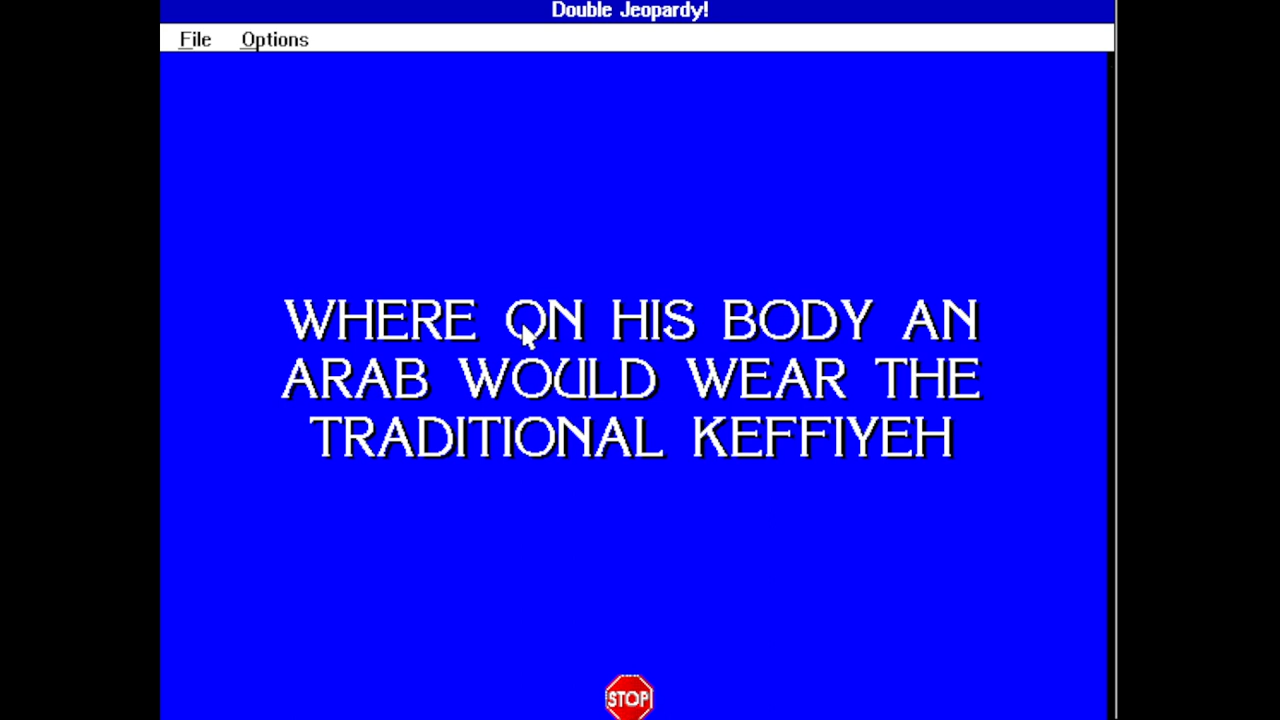 Double Jeopardy!
File Options
WHERE ON HIS BODY AN
ARAB WOULD WEAR THE
TRADITIONAL KEFFIYEH
STOP